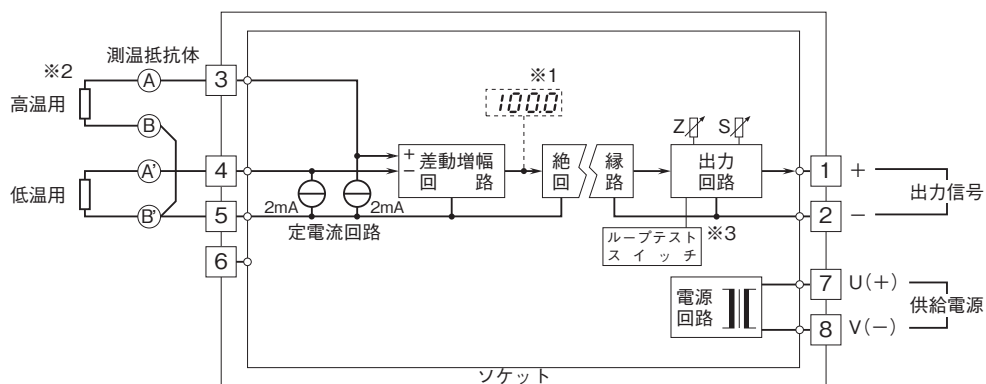 測温抵抗体
※2
高温用
A
B
低温用
A'
B'
3
4
5
6
※1
100.0
+
−
差動増幅
回路
2mA
2mA
定電流回路
絶縁
回路
Z
S
出力
回路
ループテスト
スイッチ
※3
電源
回路
1
+
2
−
出力信号
7
U(+)
8
V(−)
供給電源
ソケット